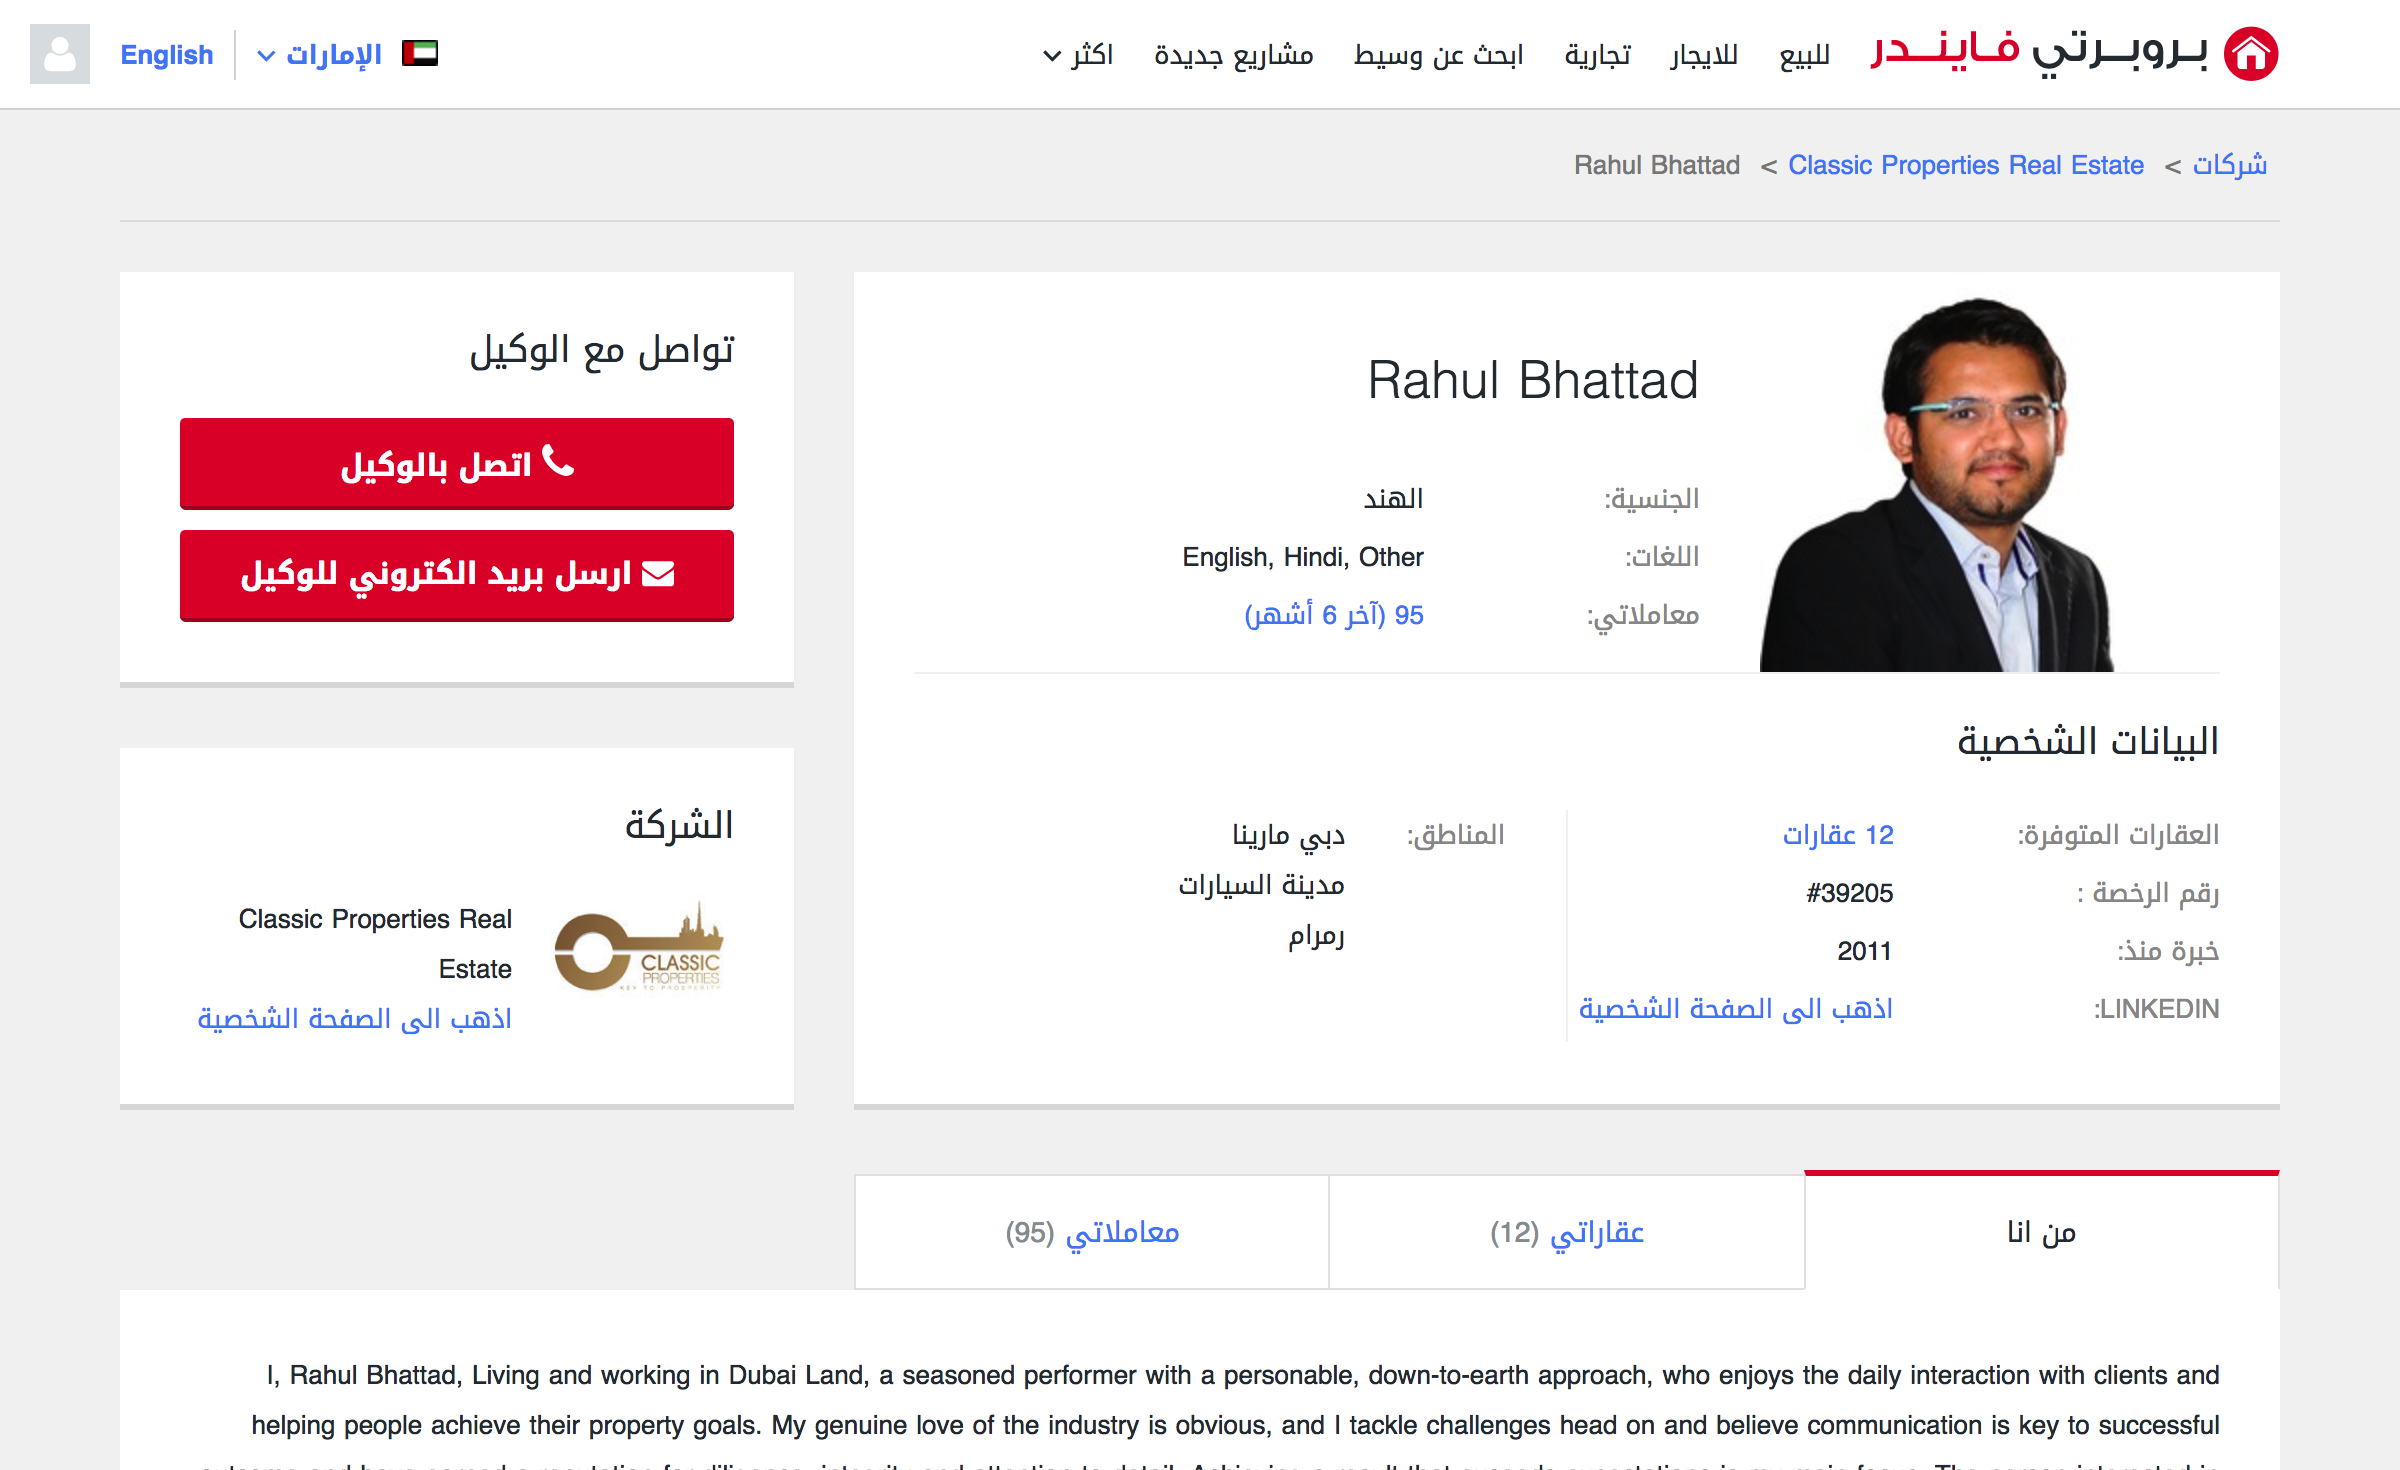 بروبرتي فايندر
للبيع
للايجار
تجارية
ابحث عن وسيط
مشاريع جديدة
اكثر
الإمارات
English
شركات > Classic Properties Real Estate > Rahul Bhattad
Rahul Bhattad
الجنسية: الهند
اللغات: English, Hindi, Other
معاملاتي: 95 (آخر 6 أشهر)
البيانات الشخصية
العقارات المتوفرة: 12 عقارات
رقم الرخصة : 39205#
خبرة منذ: 2011
LINKEDIN: اذهب الى الصفحة الشخصية
المناطق: دبي مارينا
مدينة السيارات
رمرام
تواصل مع الوكيل
اتصل بالوكيل
ارسل بريد الكتروني للوكيل
الشركة
CLASSIC
PROPERTIES
KEY TO PROSPERITY
Classic Properties Real
Estate
اذهب الى الصفحة الشخصية
من انا
عقاراتي (12)
معاملاتي (95)
I, Rahul Bhattad, Living and working in Dubai Land, a seasoned performer with a personable, down-to-earth approach, who enjoys the daily interaction with clients and
helping people achieve their property goals. My genuine love of the industry is obvious, and I tackle challenges head on and believe communication is key to successful